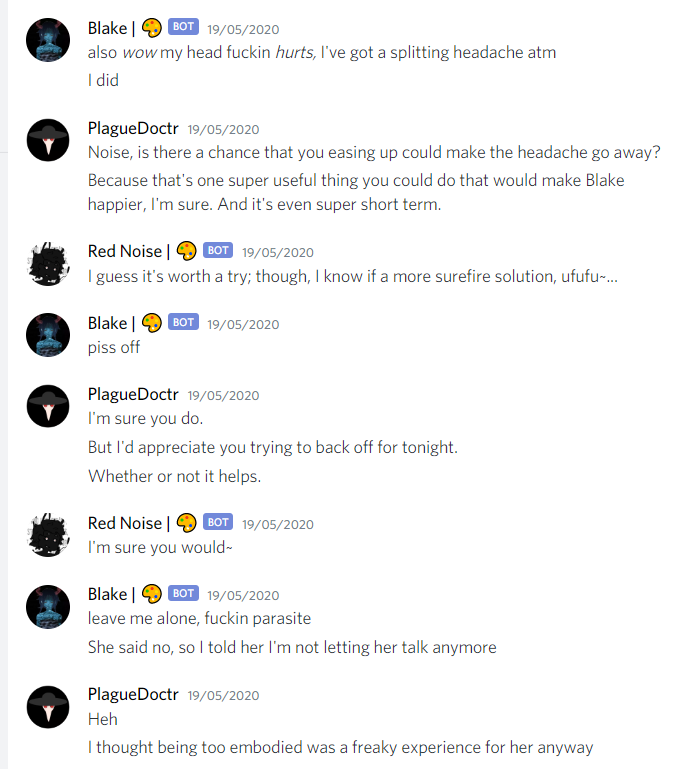 Blake | 🎨 BOT 19/05/2020
also wow my head fuckin hurts, I've got a splitting headache atm
I did
PlagueDoctr 19/05/2020
Noise, is there a chance that you easing up could make the headache go away?
Because that's one super useful thing you could do that would make Blake
happier, I'm sure. And it's even super short term.
Red Noise | 🎨 BOT 19/05/2020
I guess it's worth a try; though, I know if a more surefire solution, ufufu~...
Blake | 🎨 BOT 19/05/2020
piss off
PlagueDoctr 19/05/2020
I'm sure you do.
But I'd appreciate you trying to back off for tonight.
Whether or not it helps.
Red Noise | 🎨 BOT 19/05/2020
I'm sure you would~
Blake | 🎨 BOT 19/05/2020
leave me alone, fuckin parasite
She said no, so I told her I'm not letting her talk anymore
PlagueDoctr 19/05/2020
Heh
I thought being too embodied was a freaky experience for her anyway